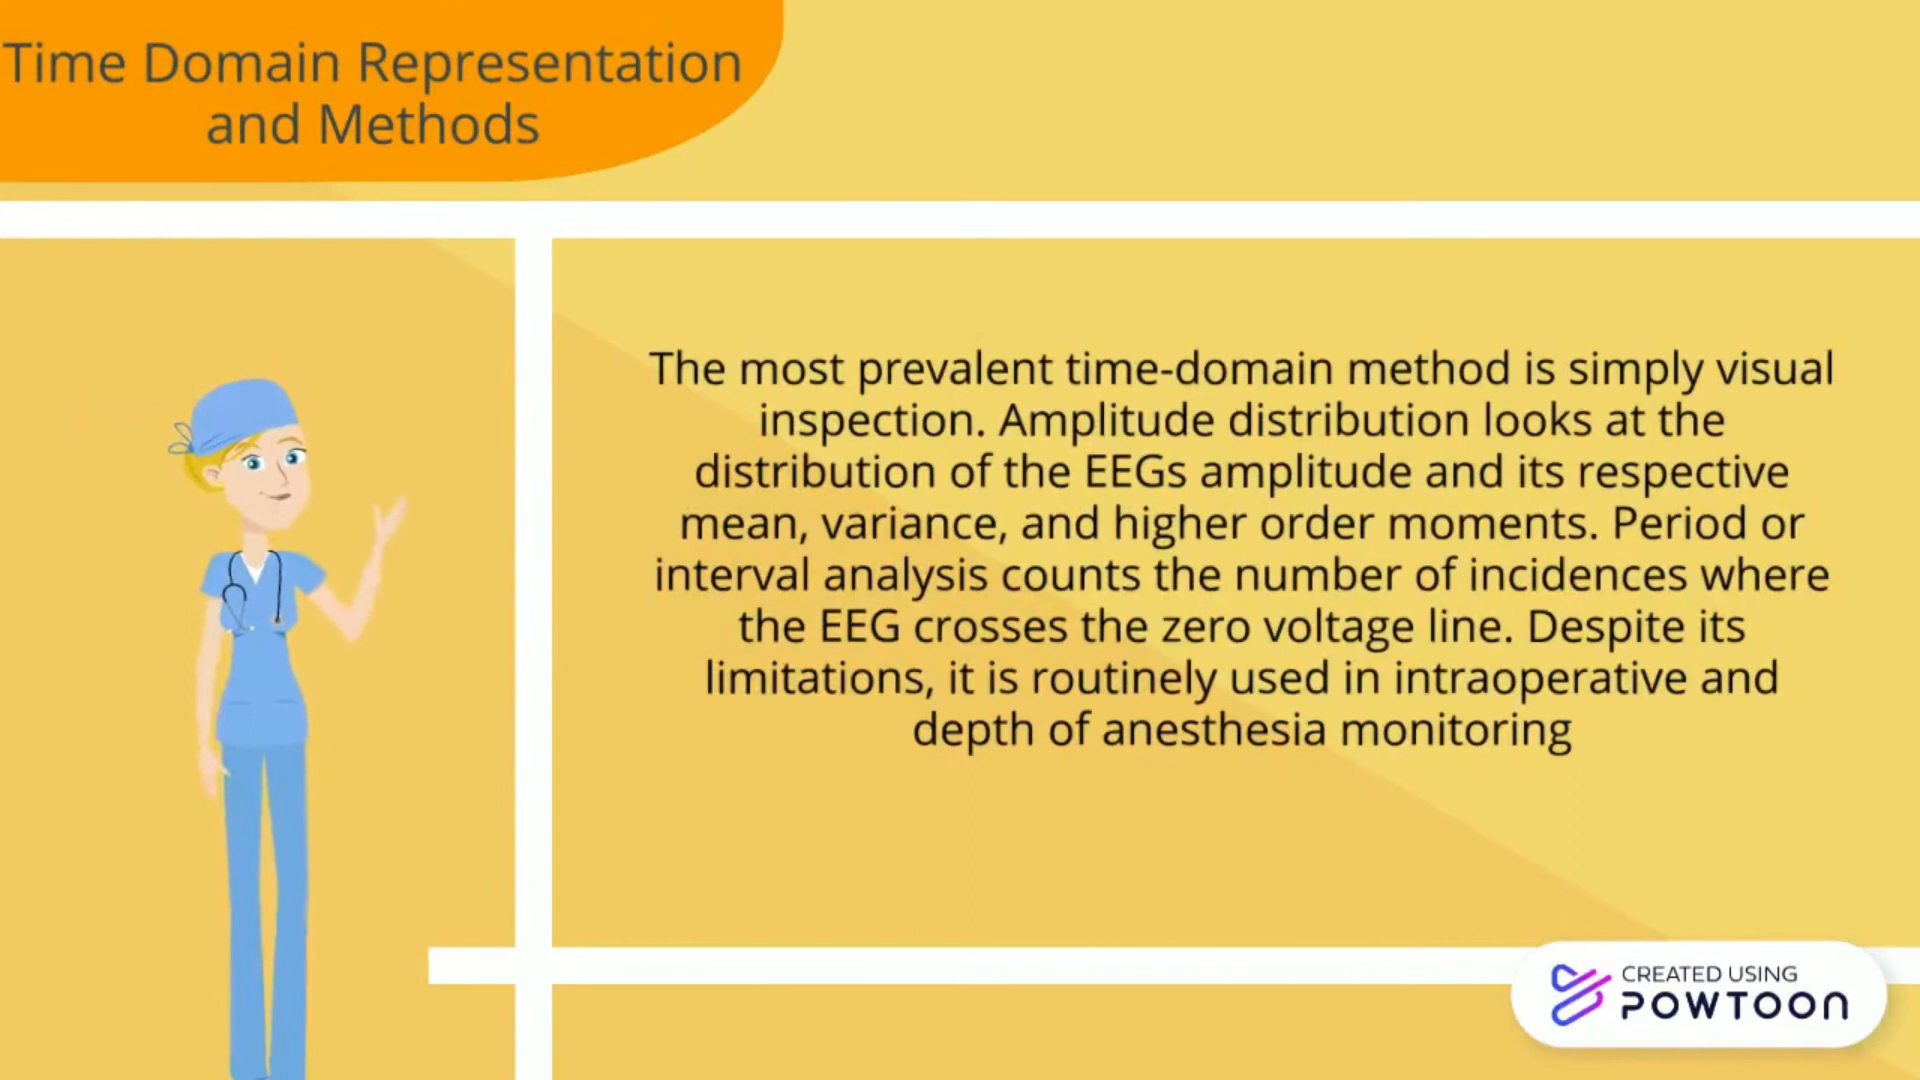 Time Domain Representation
and Methods
The most prevalent time-domain method is simply visual
inspection. Amplitude distribution looks at the
distribution of the EEGs amplitude and its respective
mean, variance, and higher order moments. Period or
interval analysis counts the number of incidences where
the EEG crosses the zero voltage line. Despite its
limitations, it is routinely used in intraoperative and
depth of anesthesia monitoring
CREATED USING
POWTOON